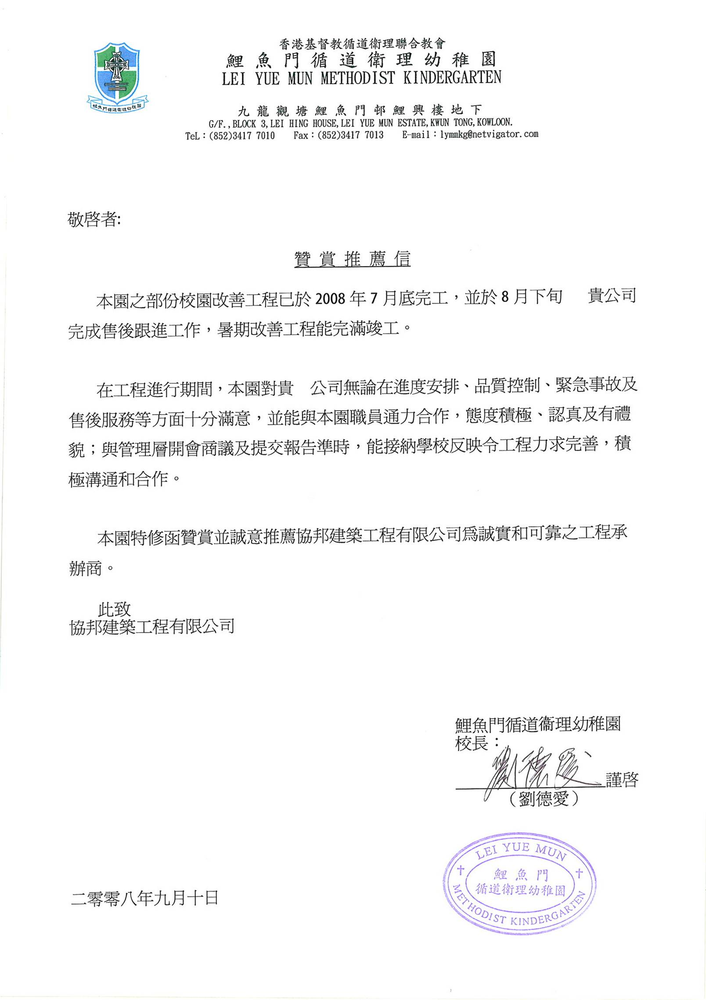 香港基督教循道衛理聯合教會
鯉魚門循道衛理幼稚園
LEI YUE MUN METHODIST KINDERGARTEN
鯉魚門循道衛理幼稚園
九龍觀塘鯉魚門邨鯉興樓地下
G/F.,BLOCK 3,LEI HING HOUSE,LEI YUE MUN ESTATE,KWUN TONG,KOWLOON.
TeL：(852)3417 7010 Fax：(852)3417 7013 E-mail：lymmkg@netvigator.com
敬啓者:
贊賞推薦信
本園之部份校園改善工程已於 2008 年 7 月底完工，並於 8 月下旬 貴公司
完成售後跟進工作，暑期改善工程能完滿竣工。
在工程進行期間，本園對貴 公司無論在進度安排、品質控制、緊急事故及
售後服務等方面十分滿意，並能與本園職員通力合作，態度積極、認真及有禮
貌；與管理層開會商議及提交報告準時，能接納學校反映令工程力求完善，積
極溝通和合作。
本園特修函贊賞並誠意推薦協邦建築工程有限公司為誠實和可靠之工程承
辦商。
此致
協邦建築工程有限公司
鯉魚門循道衞理幼稚園
校長：
劉德愛 謹啓
（劉德愛）
LEI YUE MUN
鯉魚門
循道衛理幼稚園
METHODIST KINDERGARTEN
二零零八年九月十日